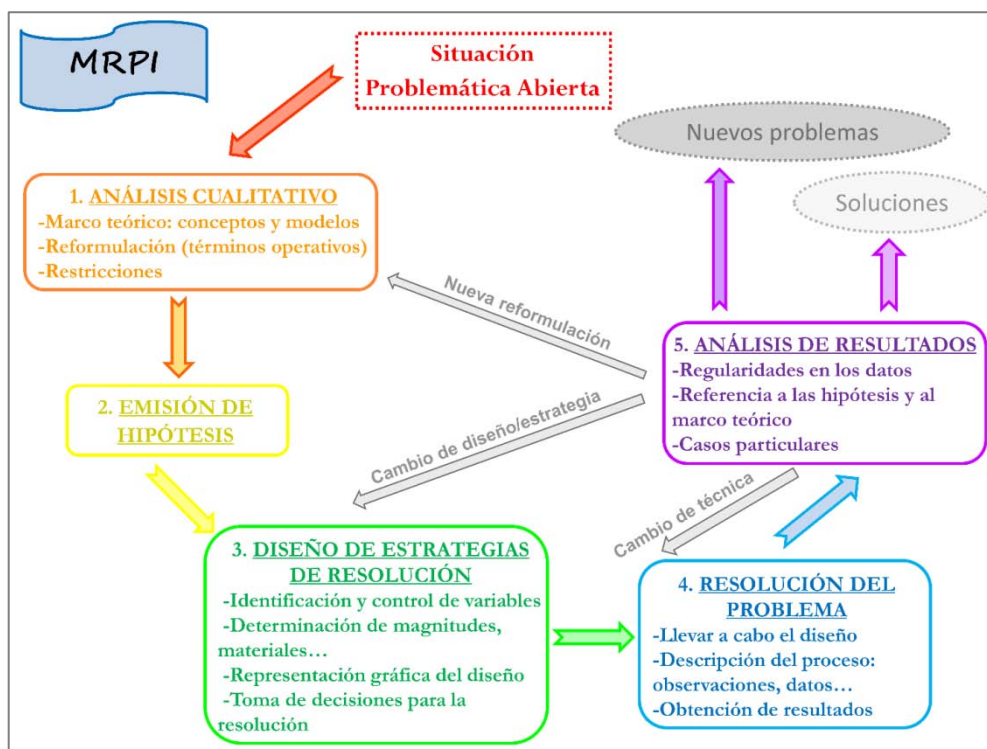 MRPI
Situación
Problemática Abierta
Nuevos problemas
Soluciones
1. ANÁLISIS CUALITATIVO
-Marco teórico: conceptos y modelos
-Reformulación (términos operativos)
-Restricciones
Nueva reformulación
5. ANÁLISIS DE RESULTADOS
-Regularidades en los datos
-Referencia a las hipótesis y al
marco teórico
-Casos particulares
2. EMISIÓN DE
HIPÓTESIS
Cambio de diseño/estrategia
Cambio de técnica
3. DISEÑO DE ESTRATEGIAS
DE RESOLUCIÓN
-Identificación y control de variables
-Determinación de magnitudes,
materiales…
-Representación gráfica del diseño
-Toma de decisiones para la
resolución
4. RESOLUCIÓN DEL
PROBLEMA
-Llevar a cabo el diseño
-Descripción del proceso:
observaciones, datos…
-Obtención de resultados